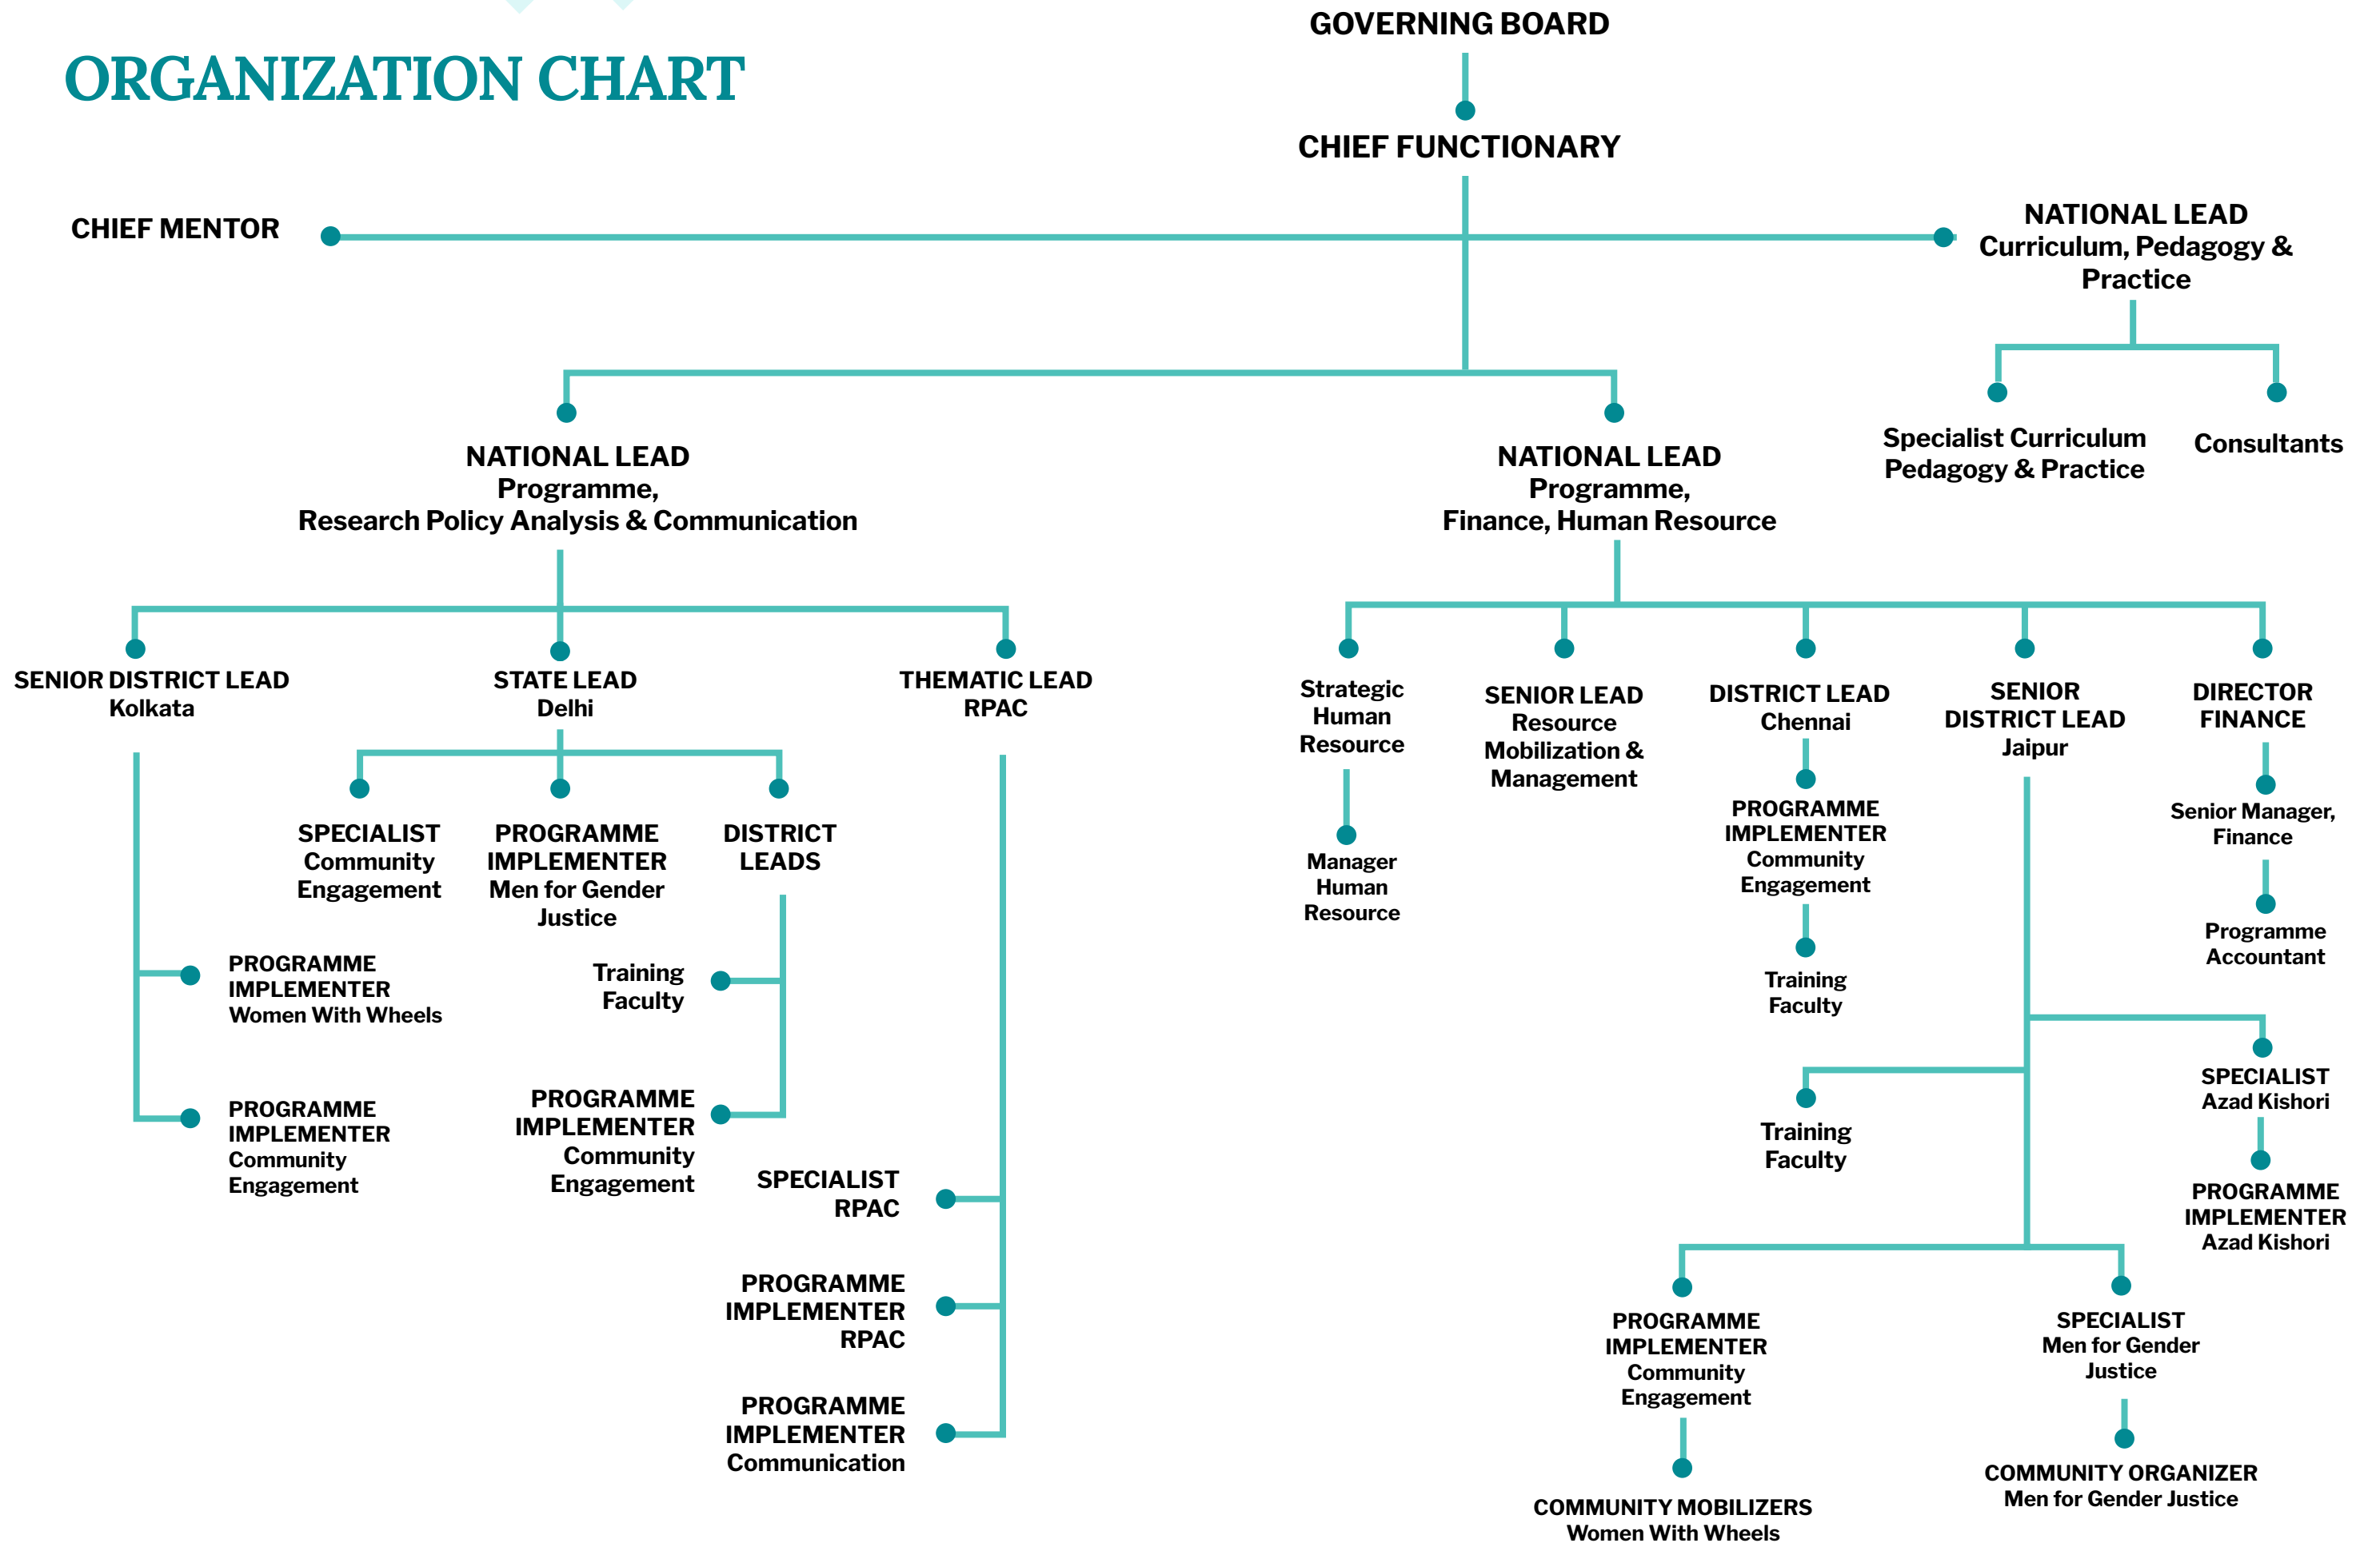 ORGANIZATION CHART
GOVERNING BOARD
CHIEF FUNCTIONARY
CHIEF MENTOR
NATIONAL LEAD
Curriculum, Pedagogy &
Practice
Specialist Curriculum
Pedagogy & Practice
Consultants
NATIONAL LEAD
Programme,
Research Policy Analysis & Communication
NATIONAL LEAD
Programme,
Finance, Human Resource
SENIOR DISTRICT LEAD
Kolkata
STATE LEAD
Delhi
THEMATIC LEAD
RPAC
SPECIALIST
Community
Engagement
PROGRAMME
IMPLEMENTER
Men for Gender
Justice
DISTRICT
LEADS
PROGRAMME
IMPLEMENTER
Women With Wheels
PROGRAMME
IMPLEMENTER
Community
Engagement
Training
Faculty
PROGRAMME
IMPLEMENTER
Community
Engagement
SPECIALIST
RPAC
PROGRAMME
IMPLEMENTER
RPAC
PROGRAMME
IMPLEMENTER
Communication
Strategic
Human
Resource
Manager
Human
Resource
SENIOR LEAD
Resource
Mobilization &
Management
DISTRICT LEAD
Chennai
PROGRAMME
IMPLEMENTER
Community
Engagement
Training
Faculty
SENIOR
DISTRICT LEAD
Jaipur
DIRECTOR
FINANCE
Senior Manager,
Finance
Programme
Accountant
Training
Faculty
SPECIALIST
Azad Kishori
PROGRAMME
IMPLEMENTER
Azad Kishori
PROGRAMME
IMPLEMENTER
Community
Engagement
COMMUNITY MOBILIZERS
Women With Wheels
SPECIALIST
Men for Gender
Justice
COMMUNITY ORGANIZER
Men for Gender Justice